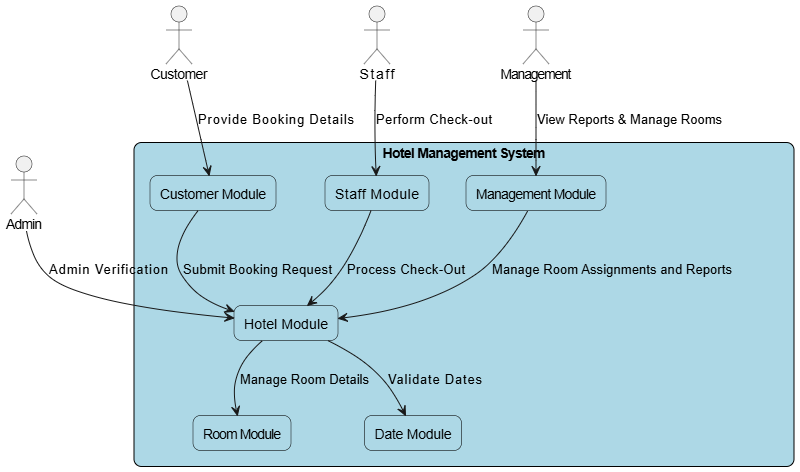 Customer
Staff
Management
Provide Booking Details
Perform Check-out
View Reports & Manage Rooms
Hotel Management System
Customer Module
Staff Module
Management Module
Admin
Admin Verification
Submit Booking Request
Process Check-Out
Manage Room Assignments and Reports
Hotel Module
Manage Room Details
Validate Dates
Room Module
Date Module